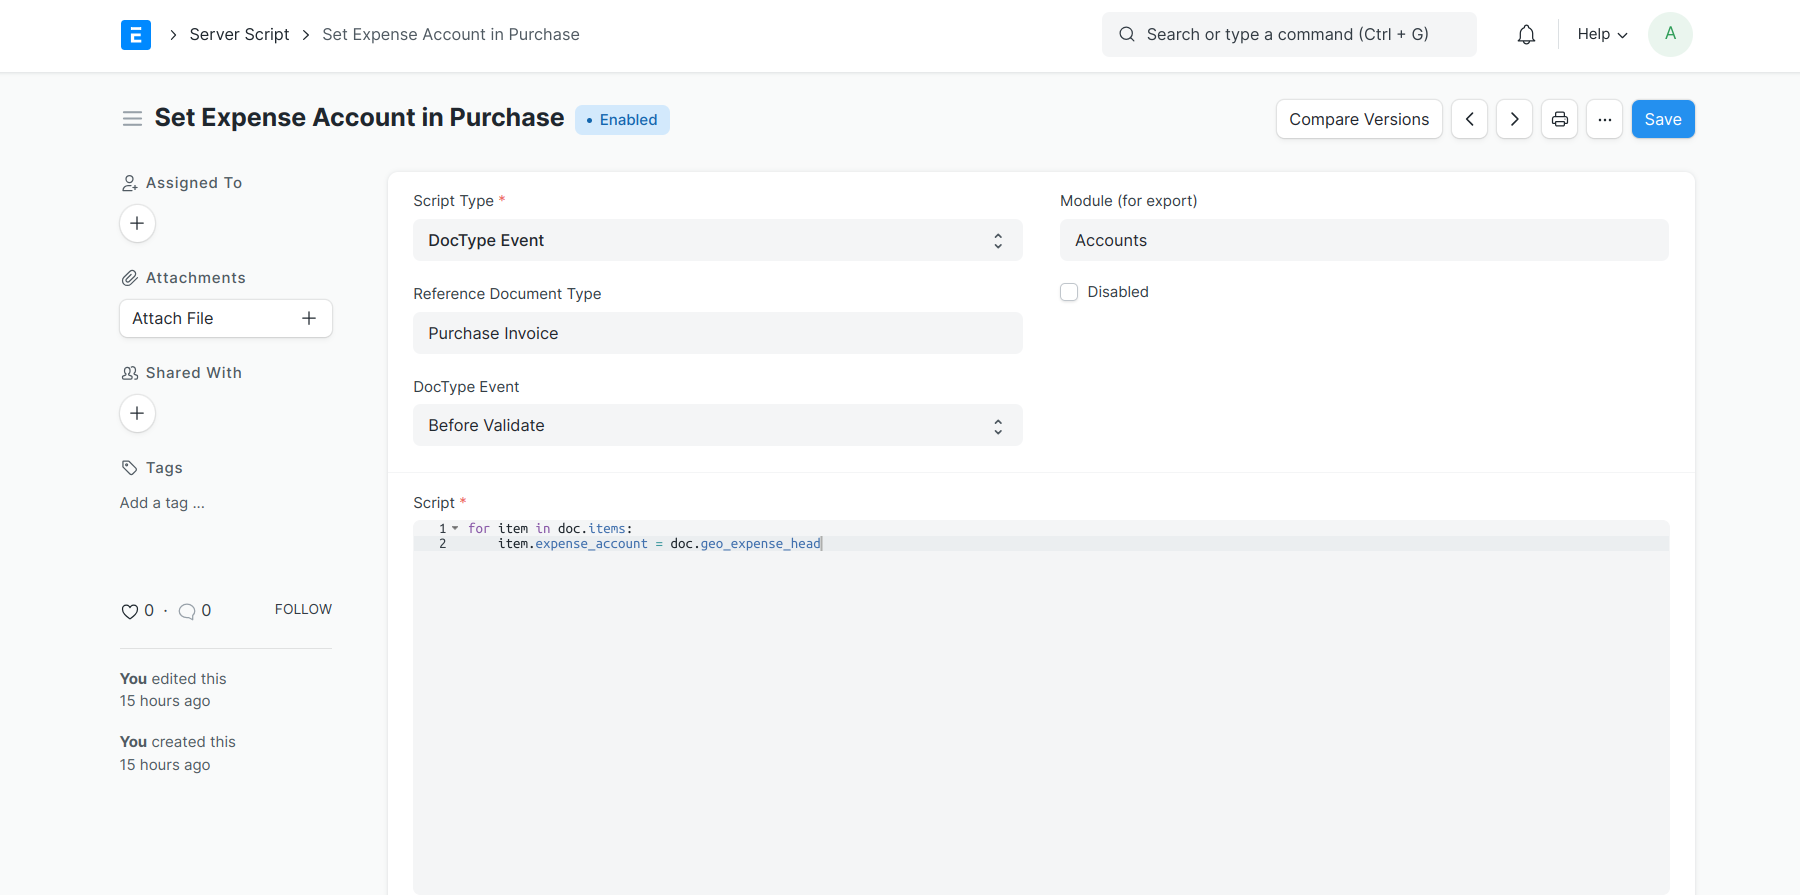 E Server Script Set Expense Account in Purchase
Search or type a command (Ctrl + G)
Help
A
Set Expense Account in Purchase
• Enabled
Compare Versions
...
Save
Assigned To
Attachments
Attach File
Shared With
Tags
Add a tag ...
0 · 0
FOLLOW
You edited this
15 hours ago
You created this
15 hours ago
Script Type *
DocType Event
Module (for export)
Accounts
Disabled
Reference Document Type
Purchase Invoice
DocType Event
Before Validate
Script *
1 for item in doc.items:
2 item.expense_account = doc.geo_expense_head